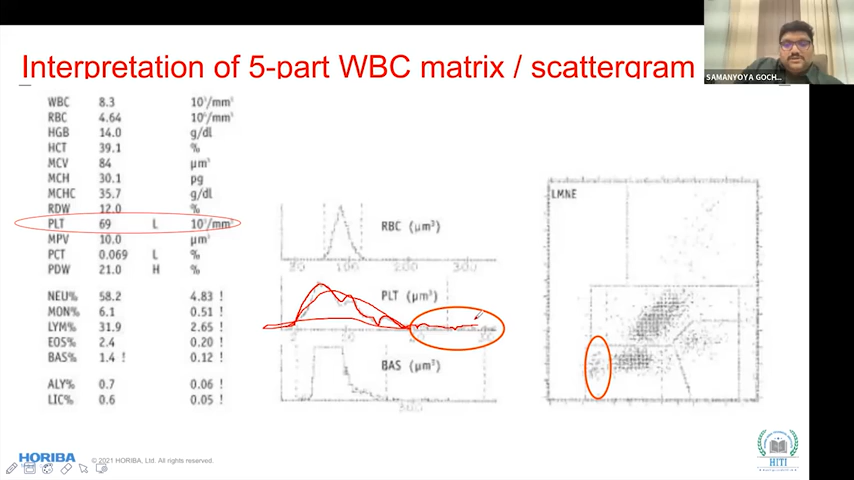 Interpretation of 5-part WBC matrix / scattergram
SAMANYOYA GOCH...
WBC 8.3 10³/mm³
RBC 4.64 10⁶/mm³
HGB 14.0 g/dl
HCT 39.1 %
MCV 84 µm³
MCH 30.1 pg
MCHC 35.7 g/dl
RDW 12.0 %
PLT 69 L 10³/mm³
MPV 10.0 µm³
PCT 0.069 L %
PDW 21.0 H %
NEU% 58.2 4.83 !
MON% 6.1 0.51 !
LYM% 31.9 2.65 !
EOS% 2.4 0.20 !
BAS% 1.4 ! 0.12 !
ALY% 0.7 0.06 !
LIC% 0.6 0.05 !
RBC (µm³)
100 200 300
PLT (µm³)
BAS (µm³)
LMNE
HORIBA
© 2021 HORIBA, Ltd. All rights reserved.
HITI